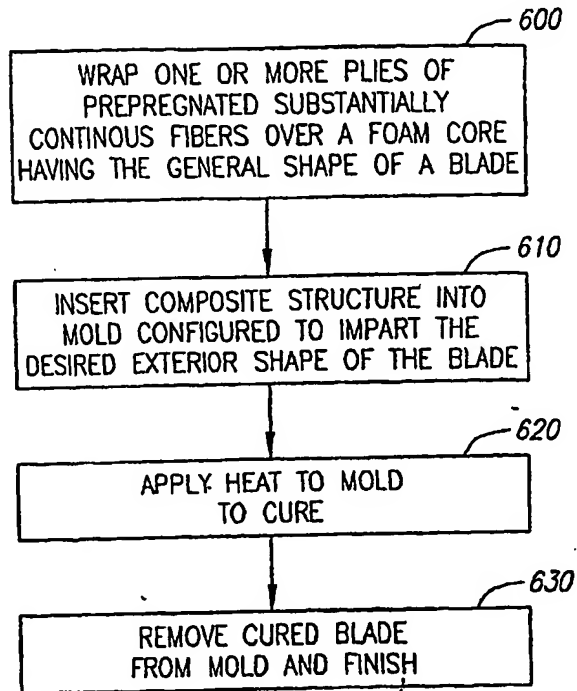 600
WRAP ONE OR MORE PLIES OF
PREPREGNATED SUBSTANTIALLY
CONTINOUS FIBERS OVER A FOAM CORE
HAVING THE GENERAL SHAPE OF A BLADE
610
INSERT COMPOSITE STRUCTURE INTO
MOLD CONFIGURED TO IMPART THE
DESIRED EXTERIOR SHAPE OF THE BLADE
620
APPLY HEAT TO MOLD
TO CURE
630
REMOVE CURED BLADE
FROM MOLD AND FINISH